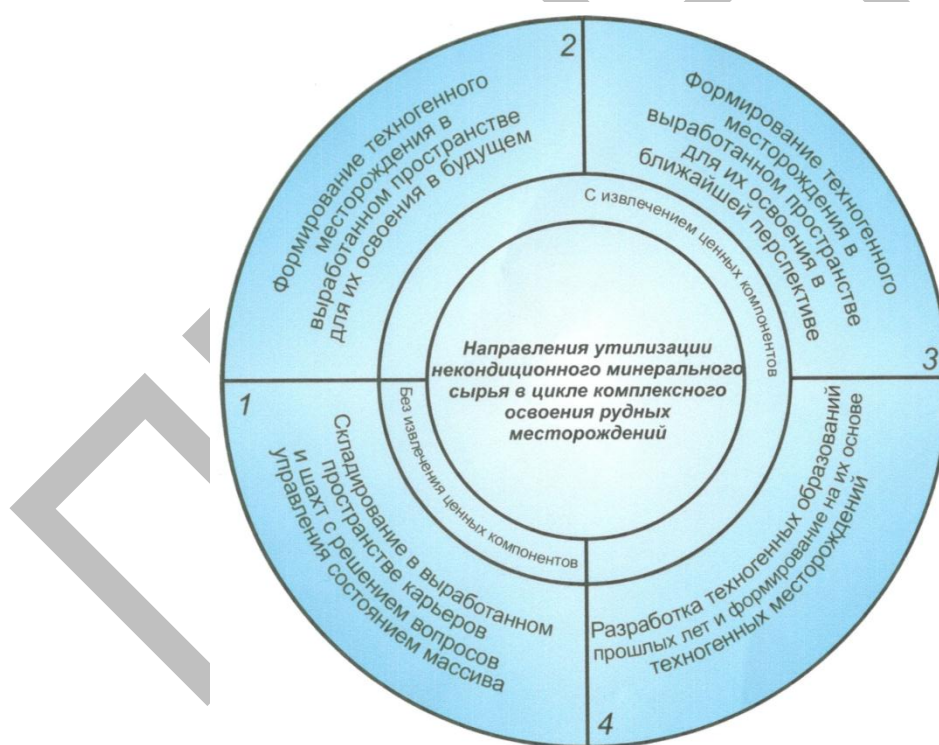 Направления утилизации
некондиционного минерального
сырья в цикле комплексного
освоения рудных
месторождений
С извлечением ценных компонентов
Без извлечения ценных компонентов
1
Складирование в выработанном
пространстве карьеров
и шахт с решением вопросов
управления состоянием массива
2
Формирование техногенного
месторождения в
выработанном пространстве
для их освоения в будущем
3
Формирование техногенного
месторождения в
выработанном пространстве
для их освоения в
ближайшей перспективе
4
Разработка техногенных образований
прошлых лет и формирование на их основе
техногенных месторождений